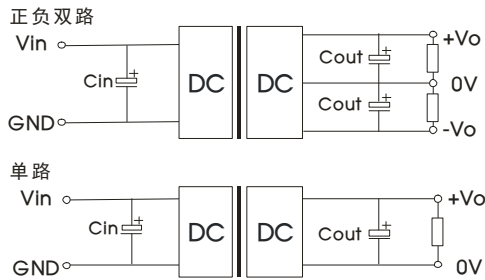 正负双路
Vin
+Vo
Cout
Cin
DC
DC
0V
Cout
GND
-Vo
单路
Vin
+Vo
Cin
DC
DC
Cout
GND
0V